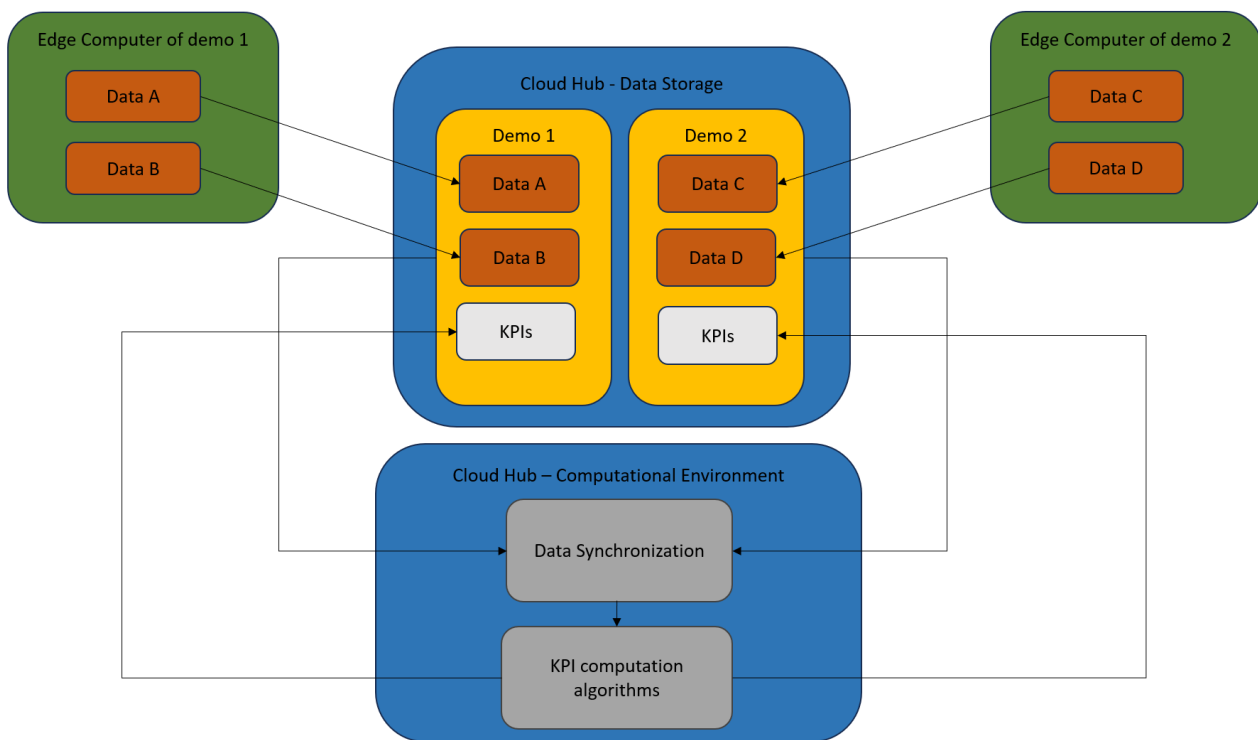 Edge Computer of demo 1
Data A
Data B
Cloud Hub - Data Storage
Demo 1
Data A
Data B
KPIs
Demo 2
Data C
Data D
KPIs
Edge Computer of demo 2
Data C
Data D
Cloud Hub – Computational Environment
Data Synchronization
KPI computation
algorithms